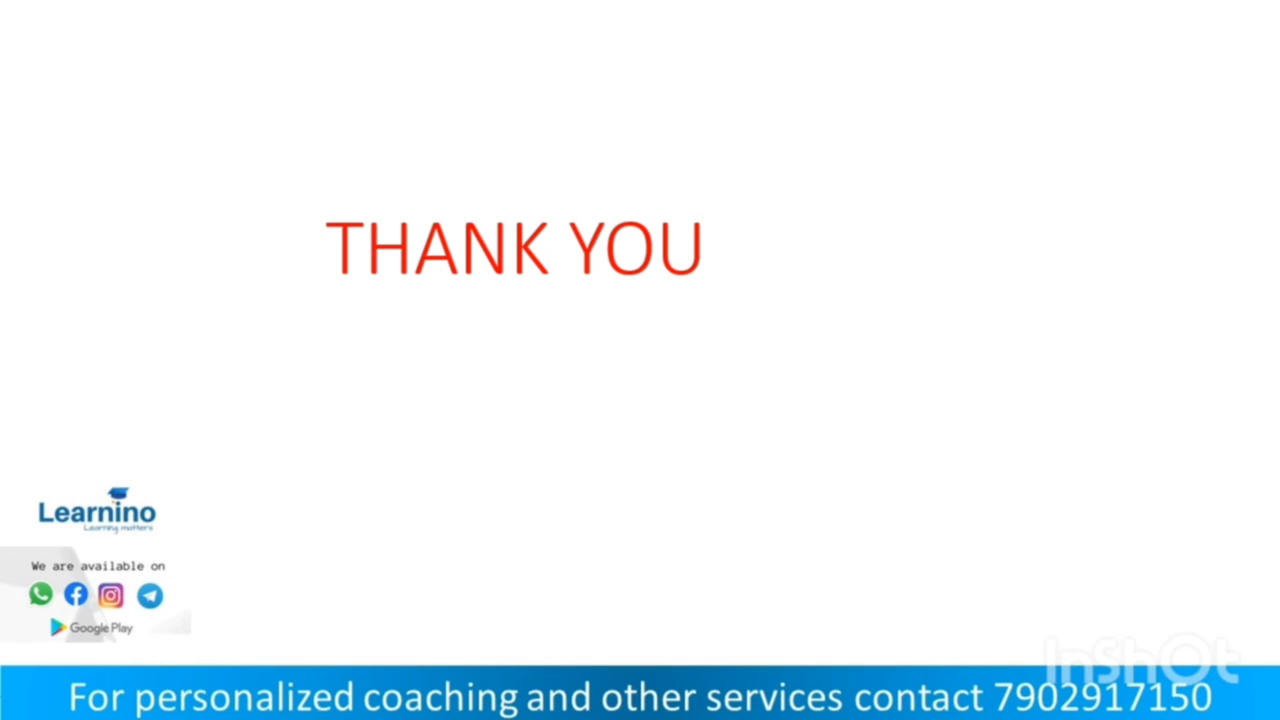 THANK YOU
Learnino
Learning matters
We are available on
Google Play
InShOt
For personalized coaching and other services contact 7902917150